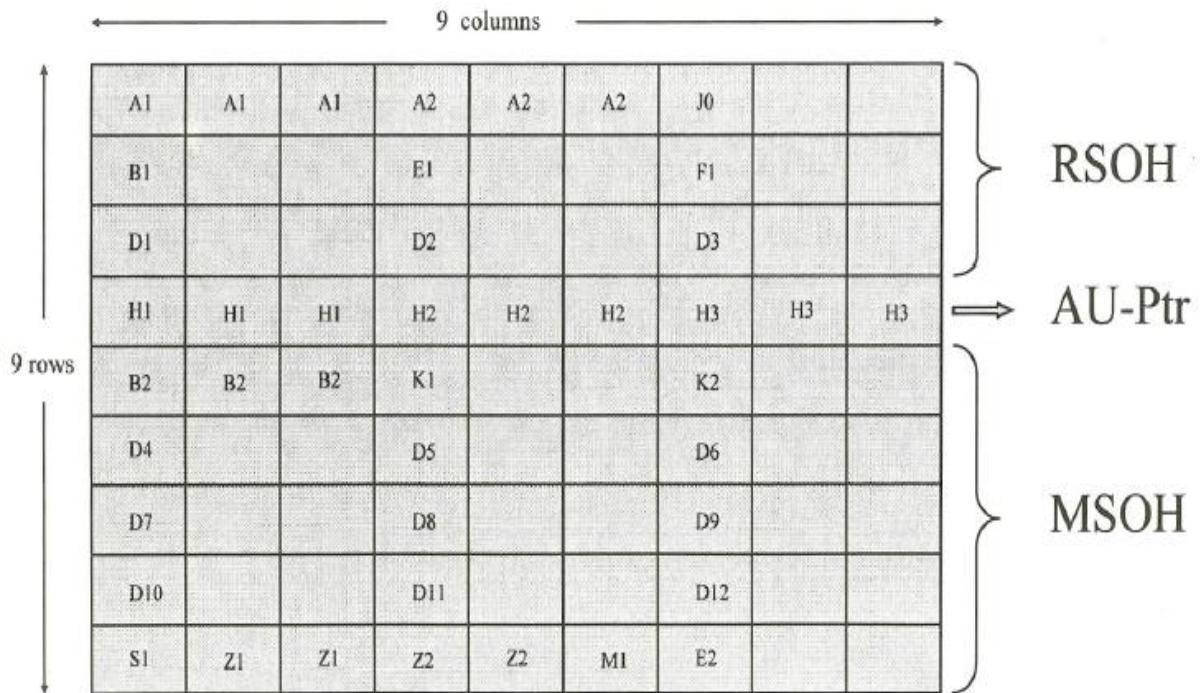 9 columns
A1 A1 A1 A2 A2 A2 J0
B1 E1 F1
RSOH
D1 D2 D3
H1 H1 H1 H2 H2 H2 H3 H3 H3
AU-Ptr
9 rows
B2 B2 B2 K1 K2
D4 D5 D6
D7 D8 D9
MSOH
D10 D11 D12
S1 Z1 Z1 Z2 Z2 M1 E2